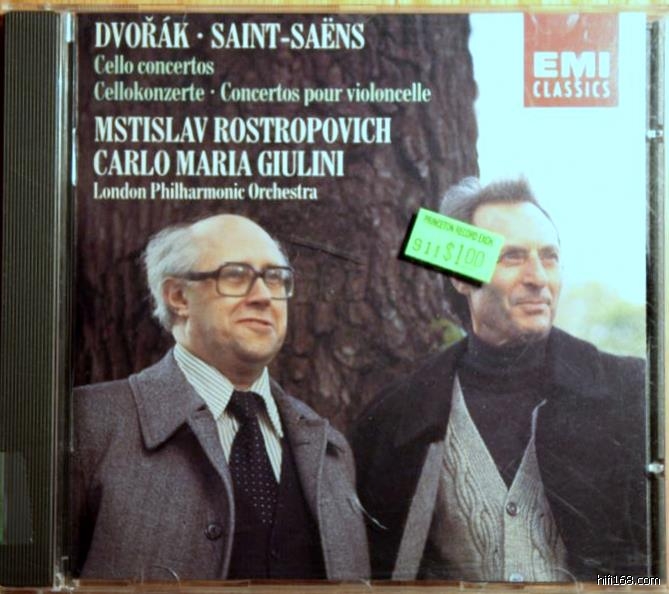 DVOŘÁK · SAINT-SAËNS
Cello concertos
Cellokonzerte · Concertos pour violoncelle
MSTISLAV ROSTROPOVICH
CARLO MARIA GIULINI
London Philharmonic Orchestra
EMI
CLASSICS
PRINCETON RECORD EXCH
911 $1.00
hifi168.com